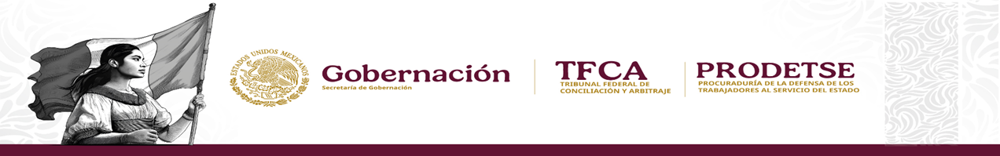 ESTADOS UNIDOS MEXICANOS
Gobernación
Secretaría de Gobernación
TFCA
TRIBUNAL FEDERAL DE
CONCILIACIÓN Y ARBITRAJE
PRODETSE
PROCURADURÍA DE LA DEFENSA DE LOS
TRABAJADORES AL SERVICIO DEL ESTADO